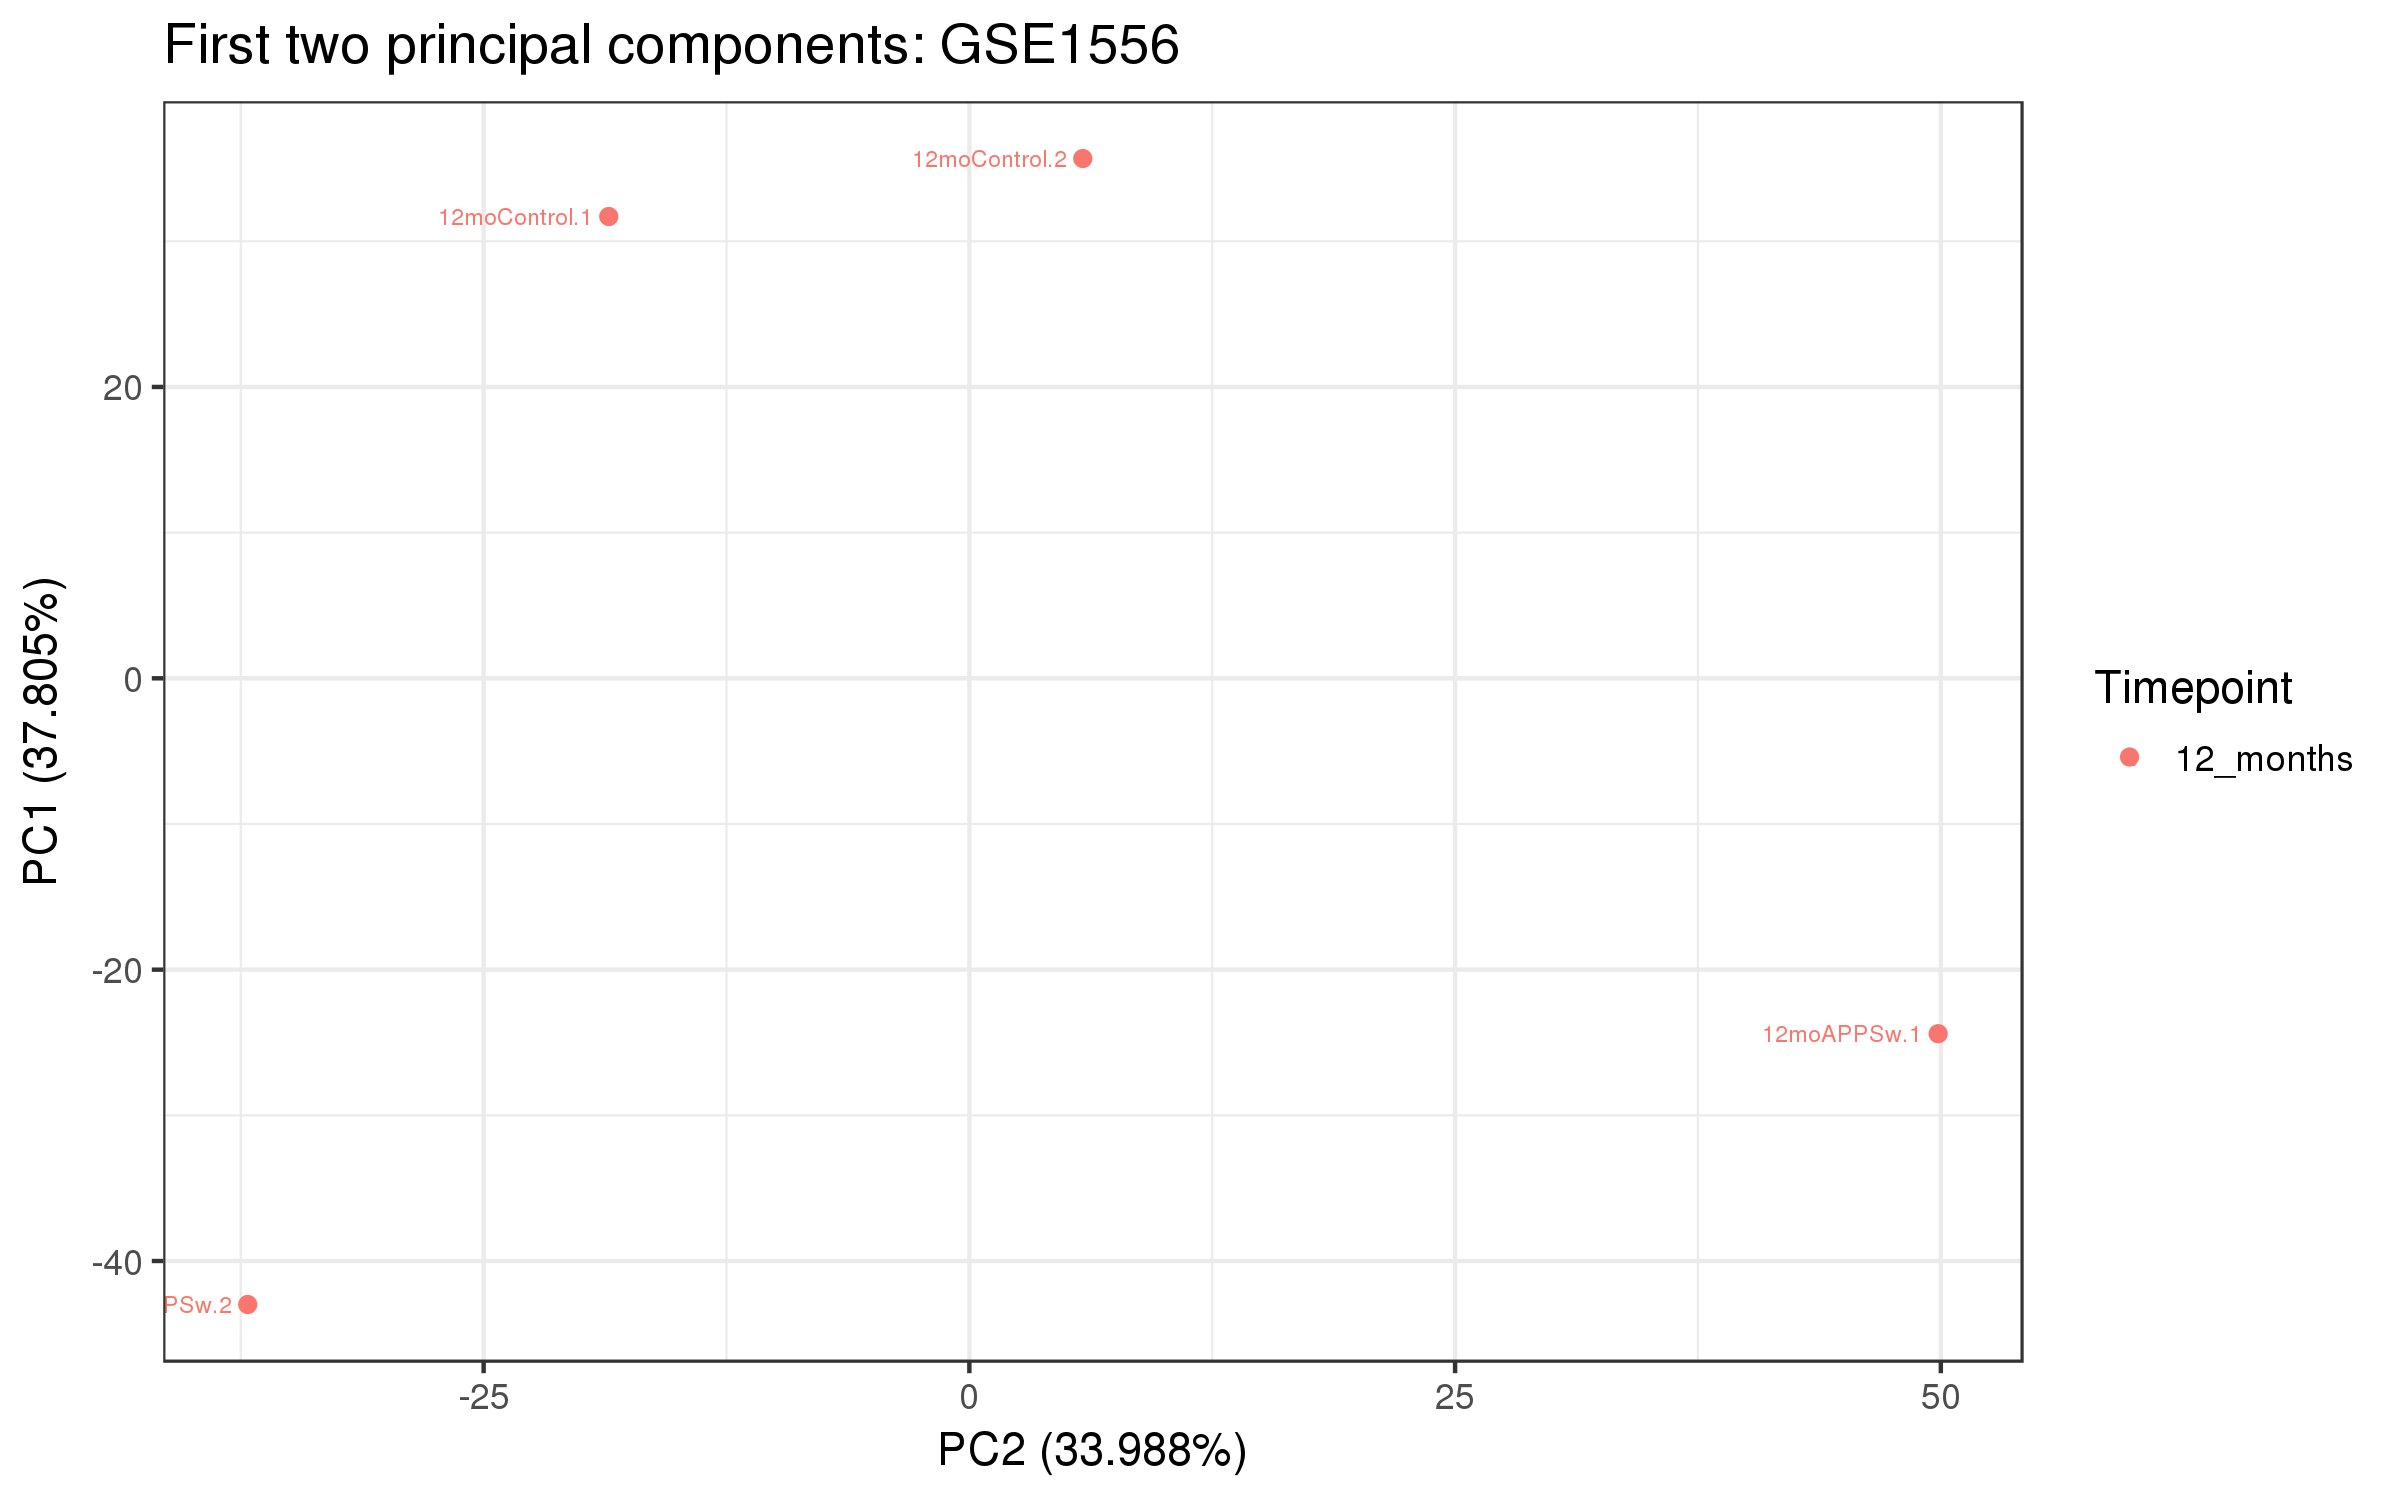 First two principal components: GSE1556
12moControl.2
12moControl.1
20
0
-20
-40
12moAPPSw.1
PSw.2
-25
0
25
50
PC2 (33.988%)
PC1 (37.805%)
Timepoint
12_months